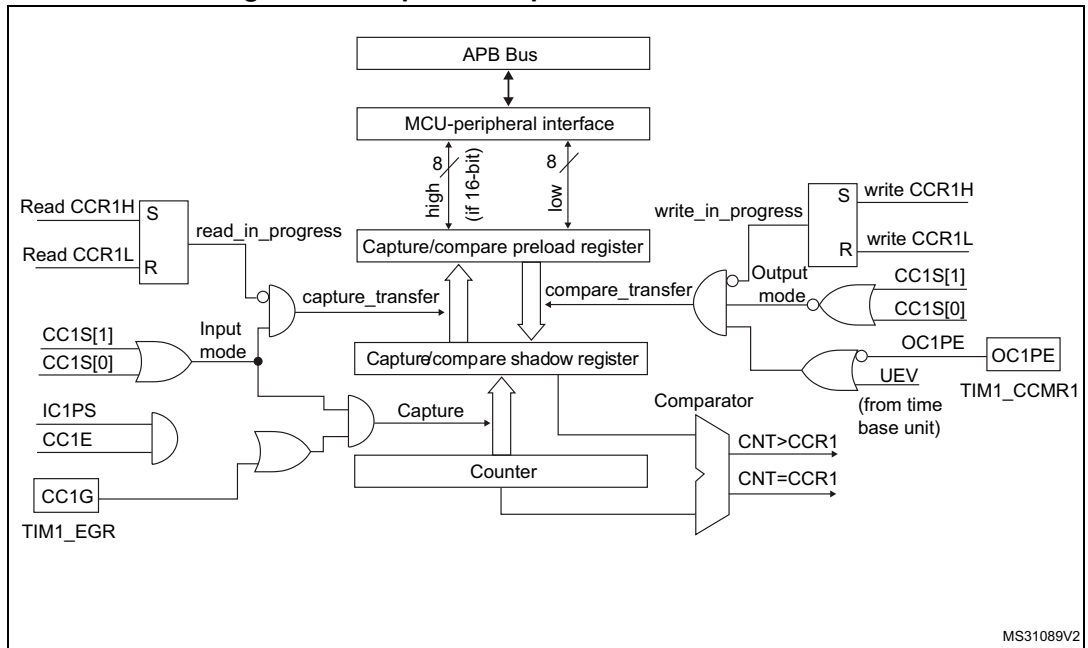 APB Bus
MCU-peripheral interface
8
high
(if 16-bit)
8
low
Read CCR1H
S
read_in_progress
Read CCR1L
R
write_in_progress
S
write CCR1H
R
write CCR1L
Capture/compare preload register
capture_transfer
compare_transfer
Output
mode
CC1S[1]
CC1S[0]
CC1S[1]
CC1S[0]
Input
mode
Capture/compare shadow register
OC1PE
OC1PE
UEV
TIM1_CCMR1
(from time
base unit)
IC1PS
CC1E
Capture
Comparator
CNT>CCR1
CNT=CCR1
Counter
CC1G
TIM1_EGR
MS31089V2